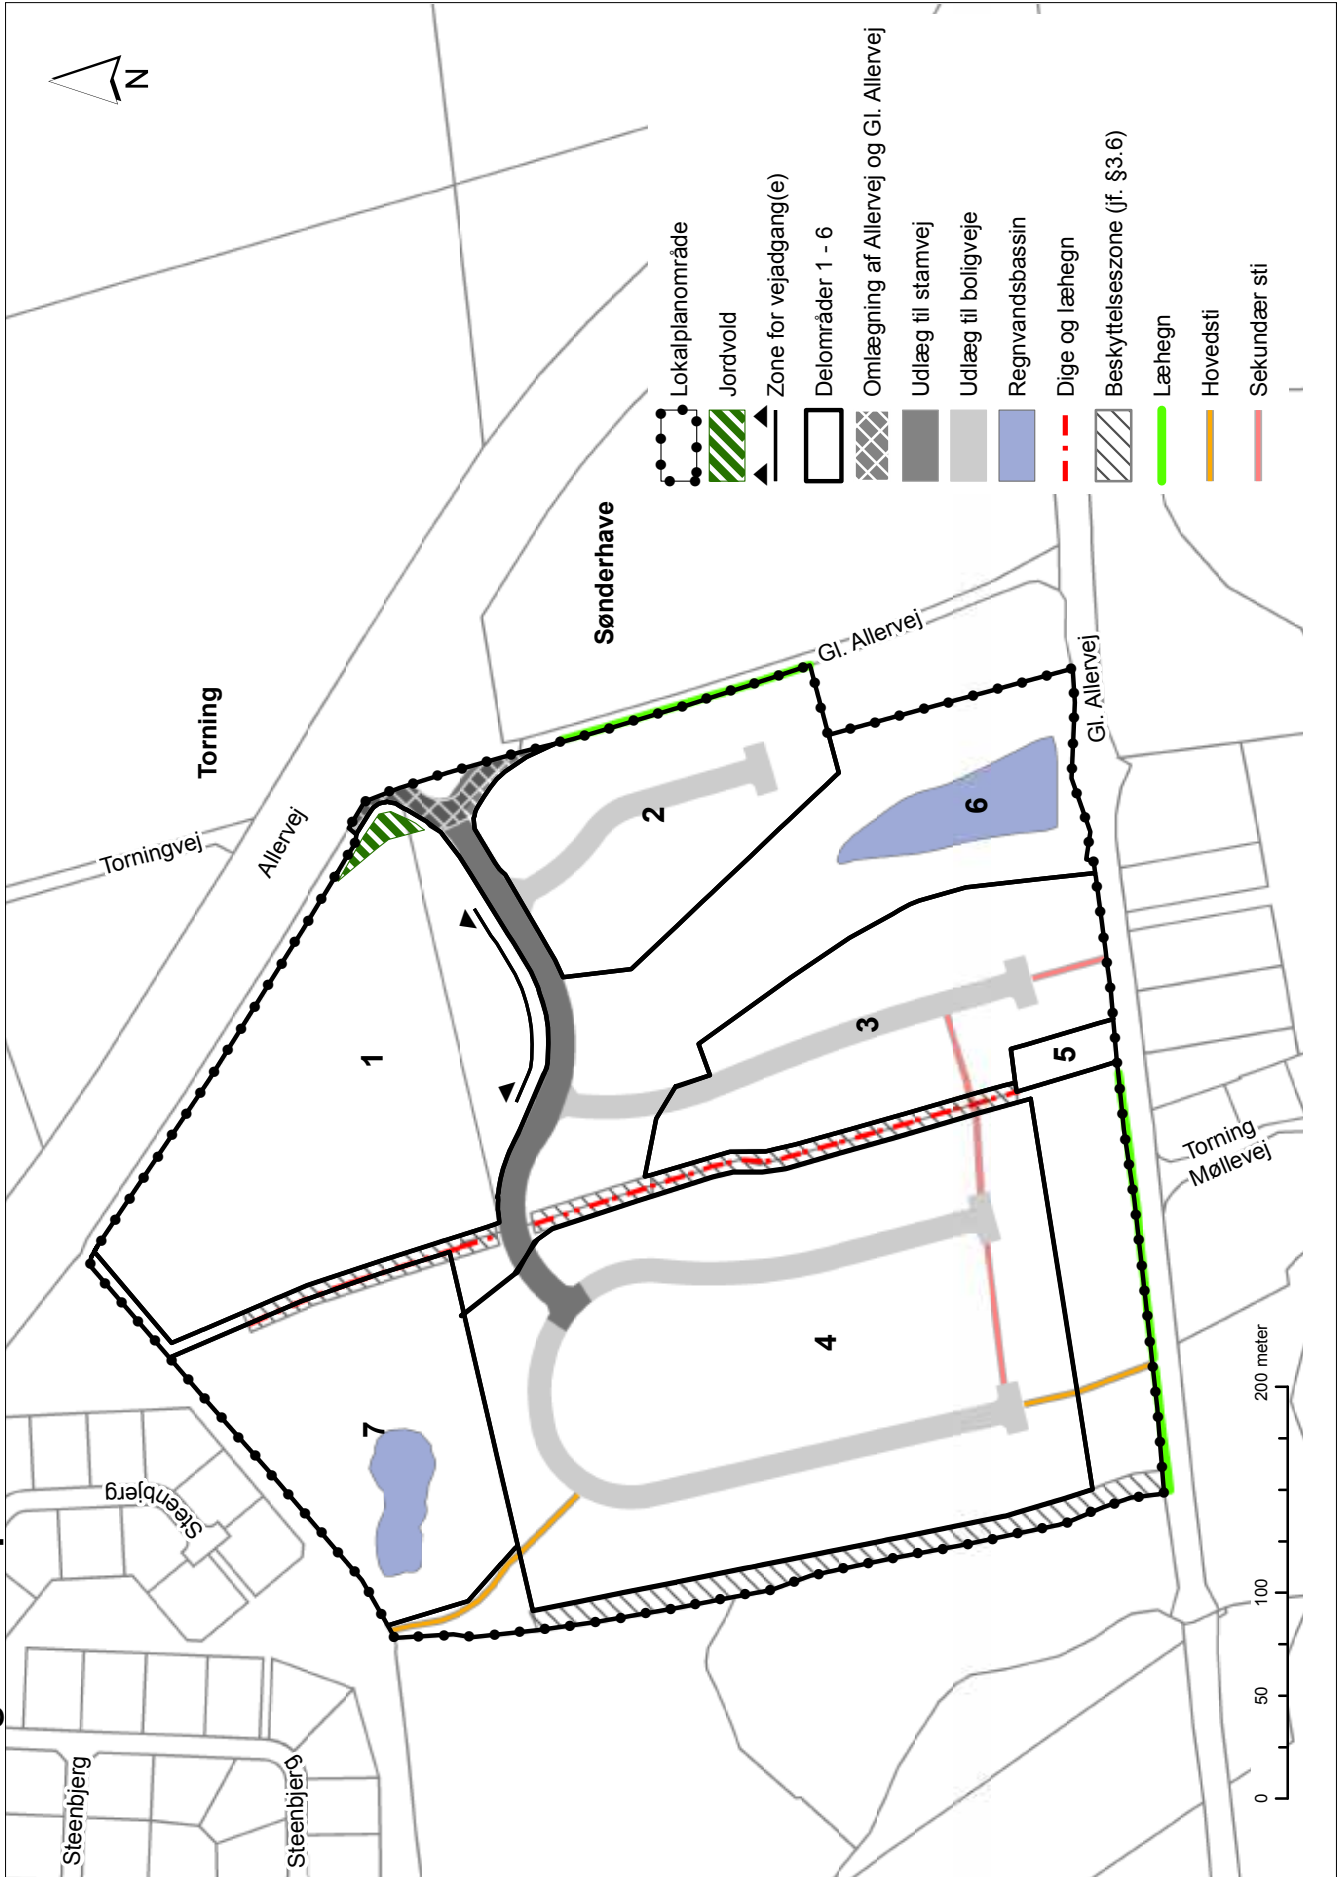 N
Torning
Torningvej
Allervej
Sønderhave
Gl. Allervej
Gl. Allervej
Torning
Møllevej
Steenbjerg
Steenbjerg
Steenbjerg
1
2
3
4
5
6
7
Lokalplanområde
Jordvold
Zone for vejadgang(e)
Delområder 1 - 6
Omlægning af Allervej og Gl. Allervej
Udlæg til stamvej
Udlæg til boligveje
Regnvandsbassin
Dige og læhegn
Beskyttelseszone (jf. §3.6)
Læhegn
Hovedsti
Sekundær sti
0 50 100 200 meter